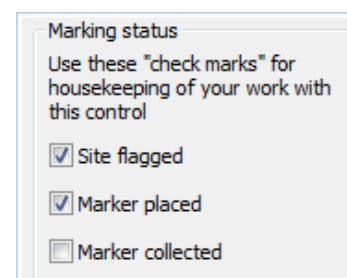 Marking status
Use these "check marks" for
housekeeping of your work with
this control
Site flagged
Marker placed
Marker collected